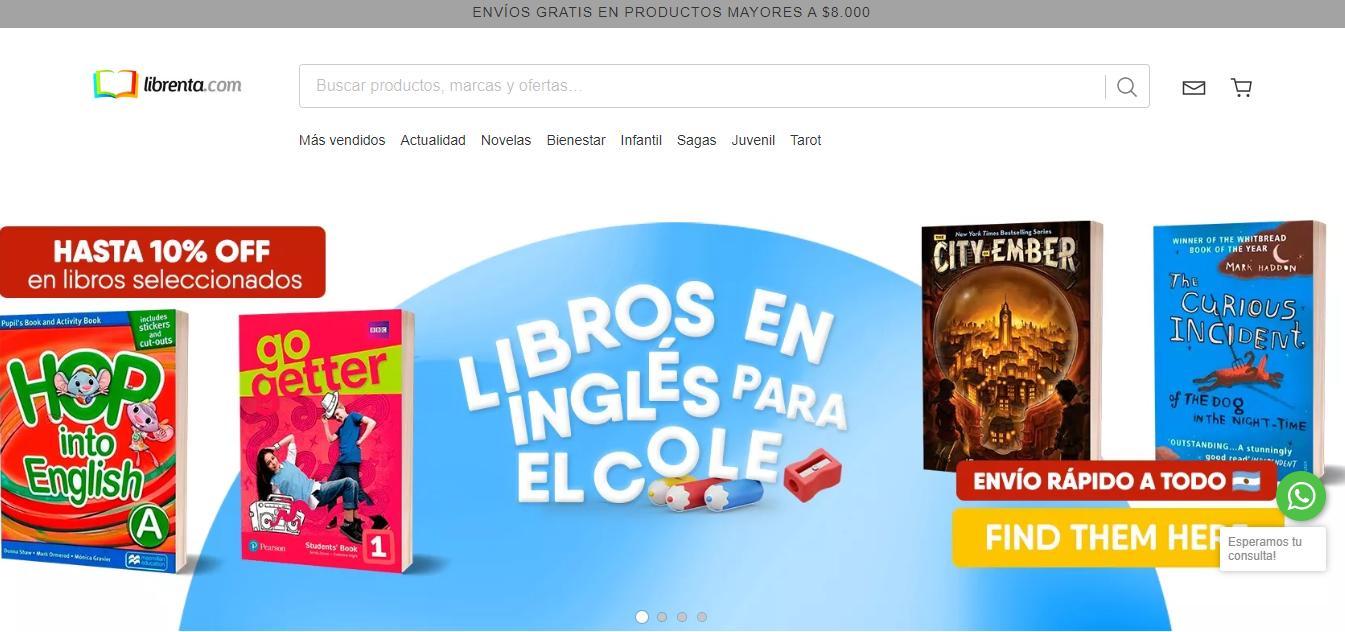 ENVÍOS GRATIS EN PRODUCTOS MAYORES A $8.000
librenta.com
Buscar productos, marcas y ofertas...
Más vendidos Actualidad Novelas Bienestar Infantil Sagas Juvenil Tarot
HASTA 10% OFF
en libros seleccionados
Pupil's Book and Activity Book
includes
stickers
and
cut-outs
HOP
into
English
A
Donna Shaw • Mark Ormerod • Mónica Gravier
macmillan
education
BBC
go
getter
Pearson
Students' Book
1
LIBROS EN
INGLÉS PARA
EL COLE
New York Times Bestselling Series
THE
CITY OF EMBER
WINNER OF THE WHITBREAD
BOOK OF THE YEAR
MARK HADDON
The
CURIOUS
INCIDENT
of THE DOG
IN THE NIGHT-TIME
'OUTSTANDING...A stunningly
good read' INDEPENDENT
ENVÍO RÁPIDO A TODO
FIND THEM HER
Esperamos tu
consulta!